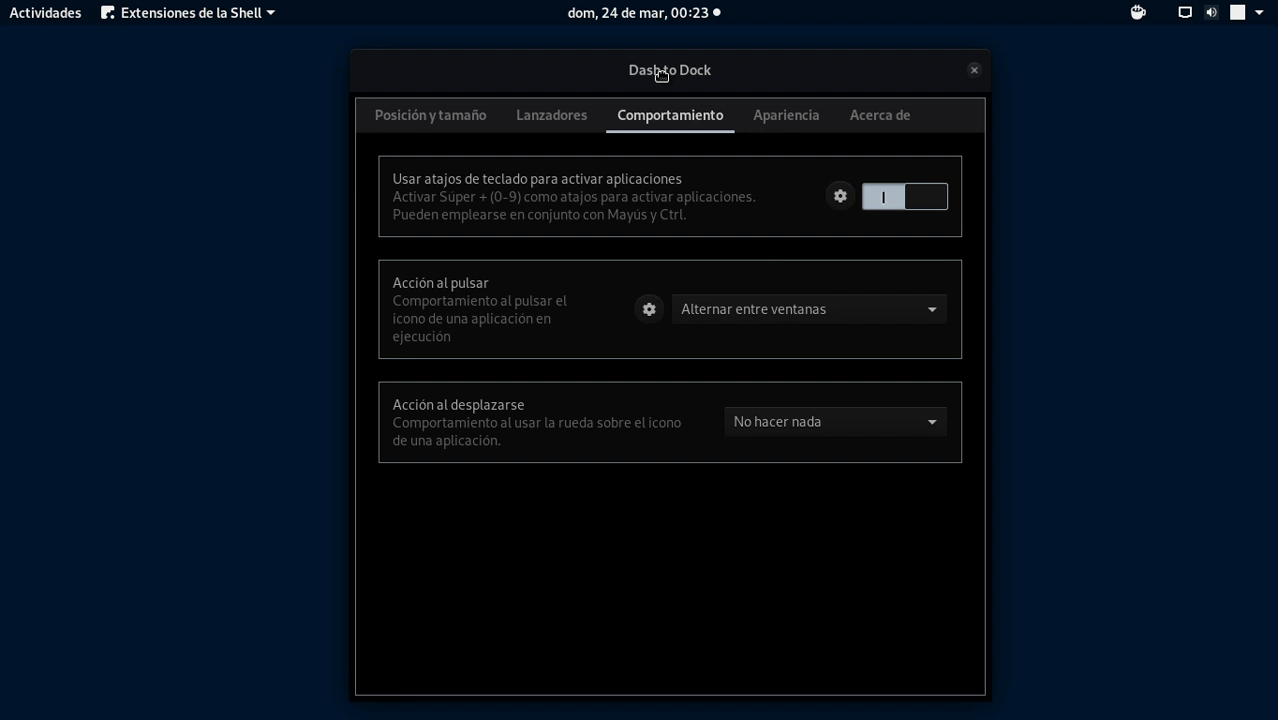 Actividades Extensiones de la Shell dom, 24 de mar, 00:23
Dash to Dock
Posición y tamaño Lanzadores Comportamiento Apariencia Acerca de
Usar atajos de teclado para activar aplicaciones
Activar Súper + (0-9) como atajos para activar aplicaciones.
Pueden emplearse en conjunto con Mayús y Ctrl.
Acción al pulsar
Comportamiento al pulsar el
icono de una aplicación en
ejecución
Alternar entre ventanas
Acción al desplazarse
Comportamiento al usar la rueda sobre el icono
de una aplicación.
No hacer nada